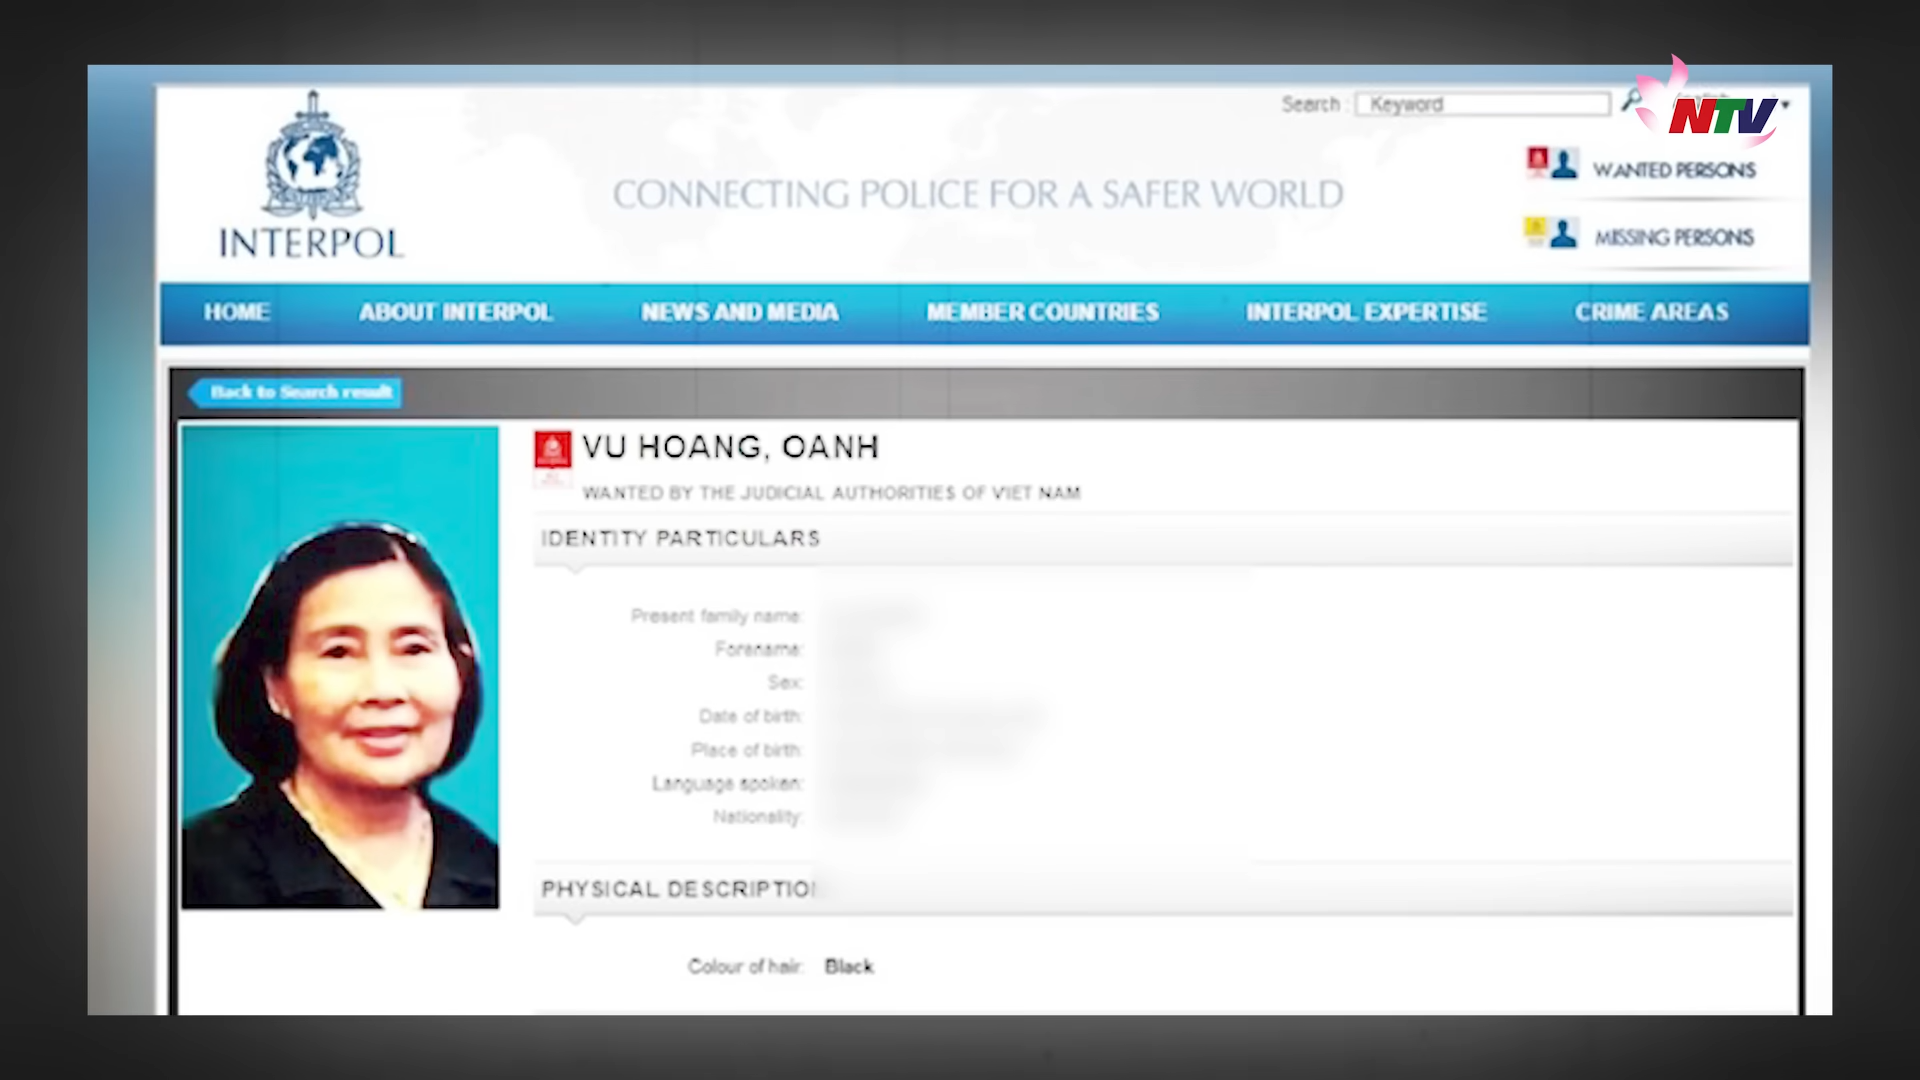 Search : Keyword
NTV
INTERPOL
CONNECTING POLICE FOR A SAFER WORLD
WANTED PERSONS
MISSING PERSONS
HOME ABOUT INTERPOL NEWS AND MEDIA MEMBER COUNTRIES INTERPOL EXPERTISE CRIME AREAS
Back to Search result
VU HOANG, OANH
WANTED BY THE JUDICIAL AUTHORITIES OF VIET NAM
IDENTITY PARTICULARS
Present family name:
Forename:
Sex:
Date of birth:
Place of birth:
Language spoken:
Nationality:
PHYSICAL DESCRIPTION
Colour of hair: Black